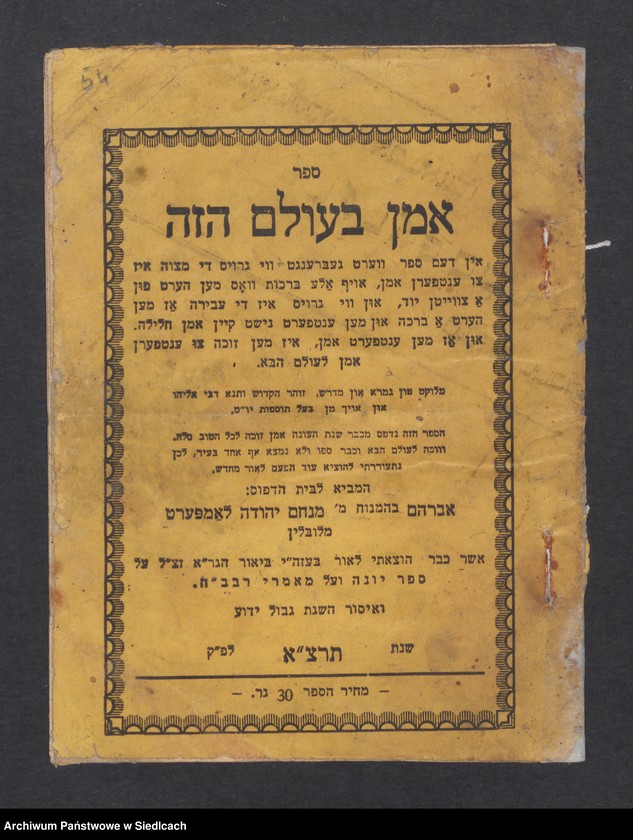 54
ספר
אמן בעולם הזה
אין דעם ספר ווערט געברענגט ווי גרויס די מצוה איז
צו ענטפערן אמן, אויף אלע ברכות וואָס מען הערט פון
אַ צווייטן יוד, און ווי גרויס איז די עבירה אַז מען
הערט אַ ברכה און מען ענטפערט נישט קיין אמן חלילה.
און אַז מען ענטפערט אמן, איז מען זוכה צו ענטפערן
אמן לעולם הבא.
מלוקט פון גמרא און מדרש, זוהר הקדוש ותנא דבי אליהו
און אויך מן בעל תוספות יו״ט.
הספר הזה נדפס מכבר שנת העונה אמן זוכה לכל הטוב סלה.
וזוכה לעולם הבא וכבר ספו ולא נמצא אף אחד בעיר, לכן
נתעוררתי להוציא עוד הפעם לאור מחדש.
המביא לבית הדפוס:
אברהם בהמנוח מ׳ מנחם יהודה לאַמפּערט
מלובלין
אשר כבר הוצאתי לאור בעזה״י ביאור הגר״א זצ״ל על
ספר יונה ועל מאמרי רבב״ח.
ואיסור השגת גבול ידוע
שנת תרצ״א לפ״ק
— מחיר הספר 30 גר. —
Archiwum Państwowe w Siedlcach